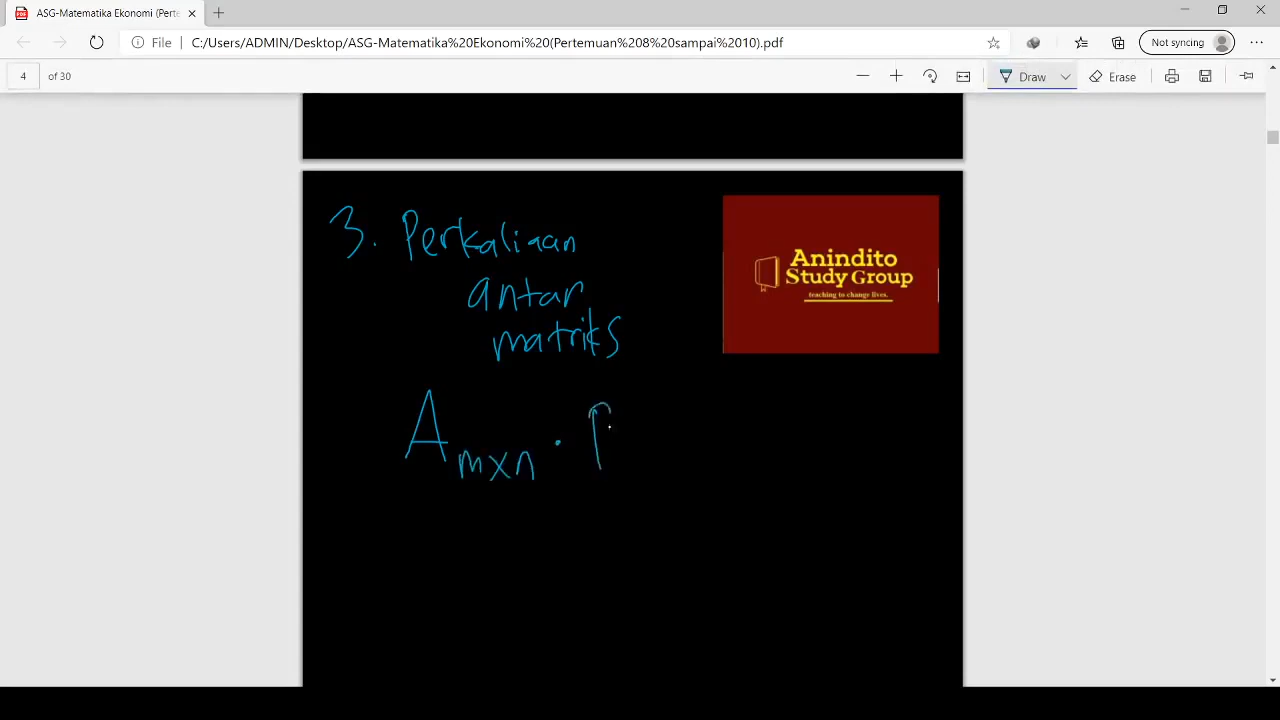 ASG-Matematika Ekonomi (Perte
File C:/Users/ADMIN/Desktop/ASG-Matematika%20Ekonomi%20(Pertemuan%208%20sampai%2010).pdf Not syncing
4 of 30 Draw Erase
3. Perkaliaan
antar
matriks
Anindito
Study Group
teaching to change lives.
A mxn ·